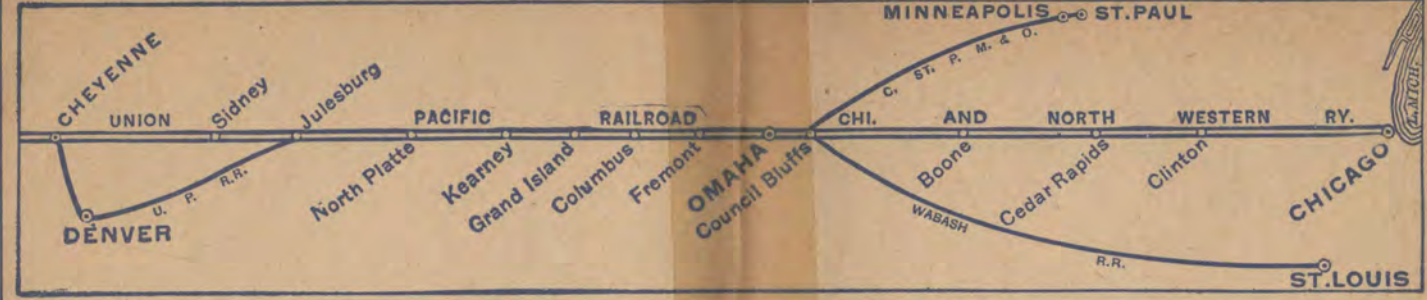 MINNEAPOLIS ST. PAUL
C. ST. P. M. & O.
L. MICH.
CHEYENNE
Sidney
Julesburg
UNION PACIFIC RAILROAD CHI. AND NORTH WESTERN RY.
North Platte
Kearney
Grand Island
Columbus
Fremont
OMAHA
Council Bluffs
Boone
Cedar Rapids
Clinton
CHICAGO
U. P. R.R.
DENVER
WABASH R.R.
ST. LOUIS